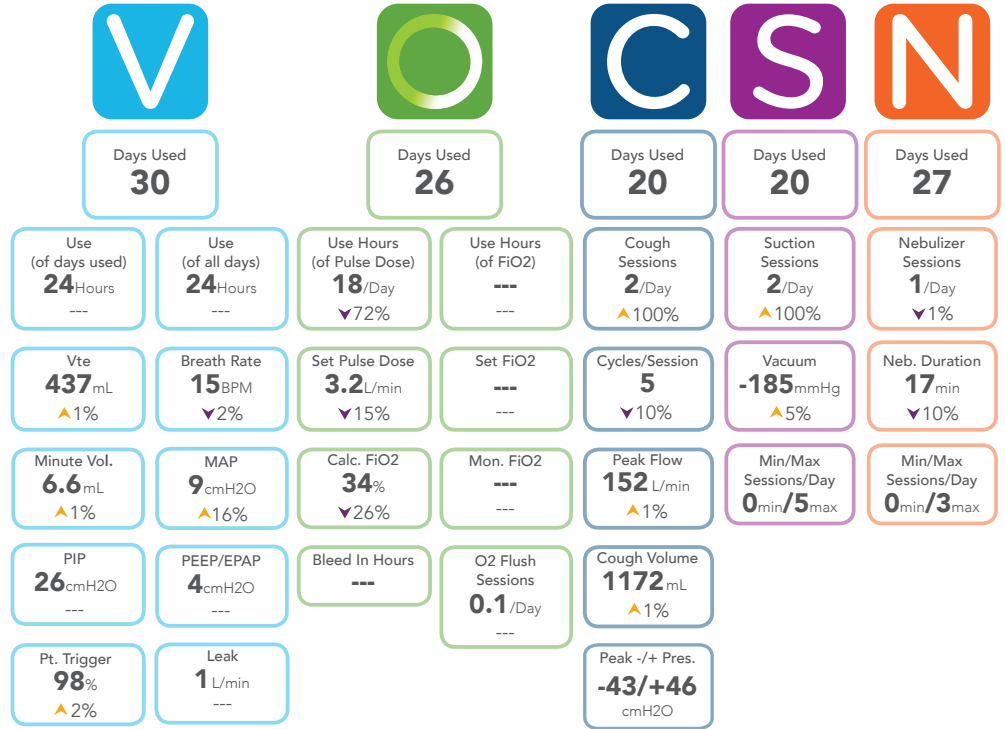 V
O
C
S
N
Days Used
30
Days Used
26
Days Used
20
Days Used
20
Days Used
27
Use
(of days used)
24Hours
---
Use
(of all days)
24Hours
---
Use Hours
(of Pulse Dose)
18/Day
72%
Use Hours
(of FiO2)
---
---
Cough
Sessions
2/Day
100%
Suction
Sessions
2/Day
100%
Nebulizer
Sessions
1/Day
1%
Vte
437mL
1%
Breath Rate
15BPM
2%
Set Pulse Dose
3.2L/min
15%
Set FiO2
---
---
Cycles/Session
5
10%
Vacuum
-185mmHg
5%
Neb. Duration
17min
10%
Minute Vol.
6.6mL
1%
MAP
9cmH2O
16%
Calc. FiO2
34%
26%
Mon. FiO2
---
---
Peak Flow
152 L/min
1%
Min/Max
Sessions/Day
0min/5max
Min/Max
Sessions/Day
0min/3max
PIP
26cmH2O
---
PEEP/EPAP
4cmH2O
---
Bleed In Hours
---
O2 Flush
Sessions
0.1/Day
---
Cough Volume
1172 mL
1%
Pt. Trigger
98%
2%
Leak
1 L/min
---
Peak -/+ Pres.
-43/+46
cmH2O